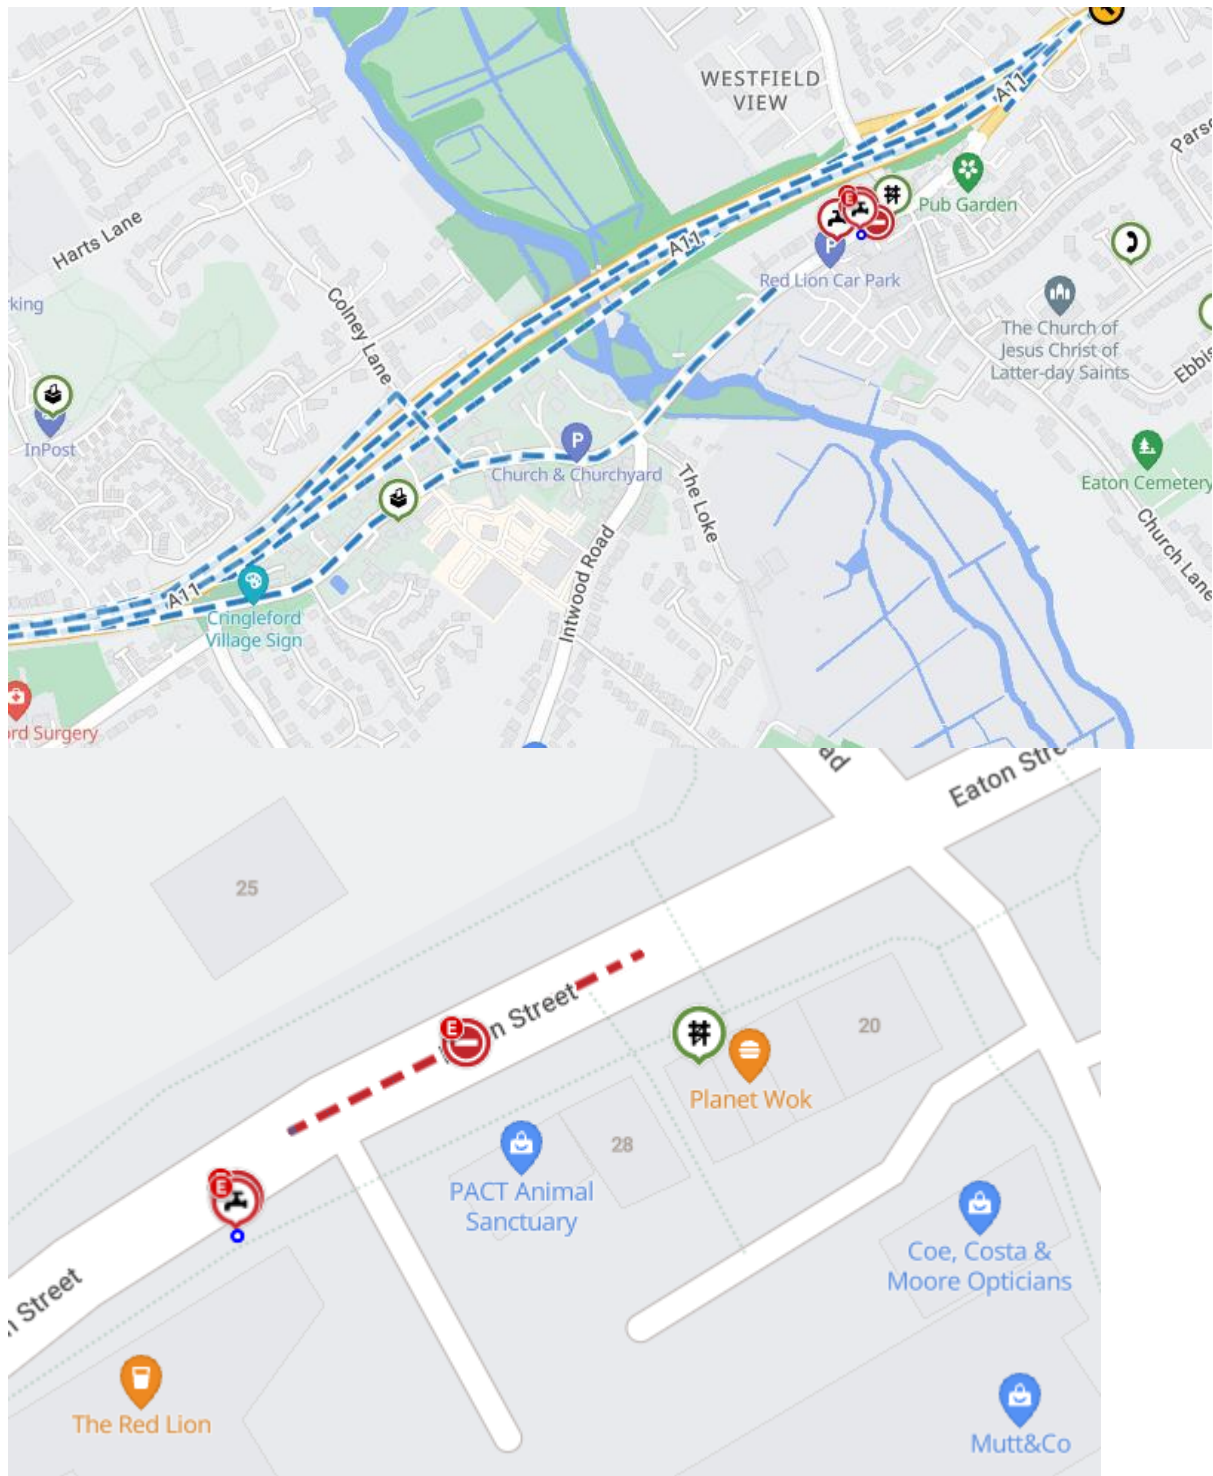 WESTFIELD
VIEW
A11
Parso
Harts Lane
E
Pub Garden
A11
P
Red Lion Car Park
Colney Lane
king
The Church of
Jesus Christ of
Latter-day Saints
Ebbis
InPost
P
Church & Churchyard
Eaton Cemetery
The Loke
Church Lane
Intwood Road
A11
Cringleford
Village Sign
ord Surgery
ad
Eaton Stre
25
E
n Street
20
Planet Wok
28
PACT Animal
Sanctuary
E
Coe, Costa &
Moore Opticians
n Street
The Red Lion
Mutt&Co